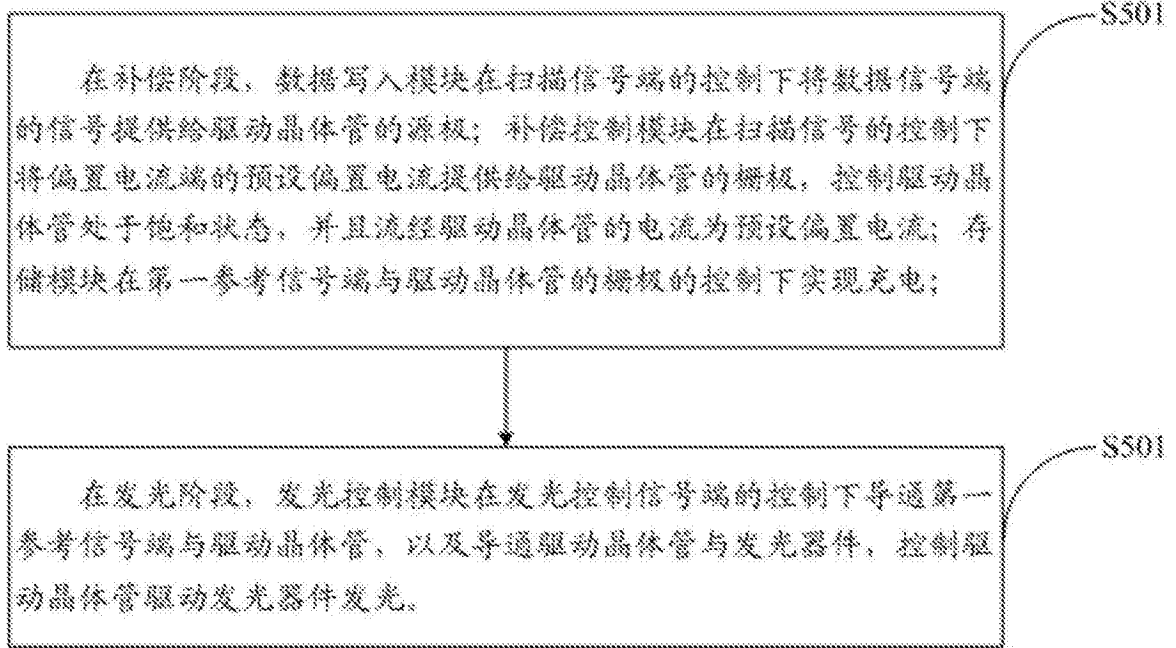 S501
在补偿阶段，数据写入模块在扫描信号端的控制下将数据信号端
的信号提供给驱动晶体管的源极；补偿控制模块在扫描信号的控制下
将偏置电流端的预设偏置电流提供给驱动晶体管的栅极，控制驱动晶
体管处于饱和状态，并且流经驱动晶体管的电流为预设偏置电流；存
储模块在第一参考信号端与驱动晶体管的栅极的控制下实现充电；
S501
在发光阶段，发光控制模块在发光控制信号端的控制下导通第一
参考信号端与驱动晶体管，以及导通驱动晶体管与发光器件，控制驱
动晶体管驱动发光器件发光。